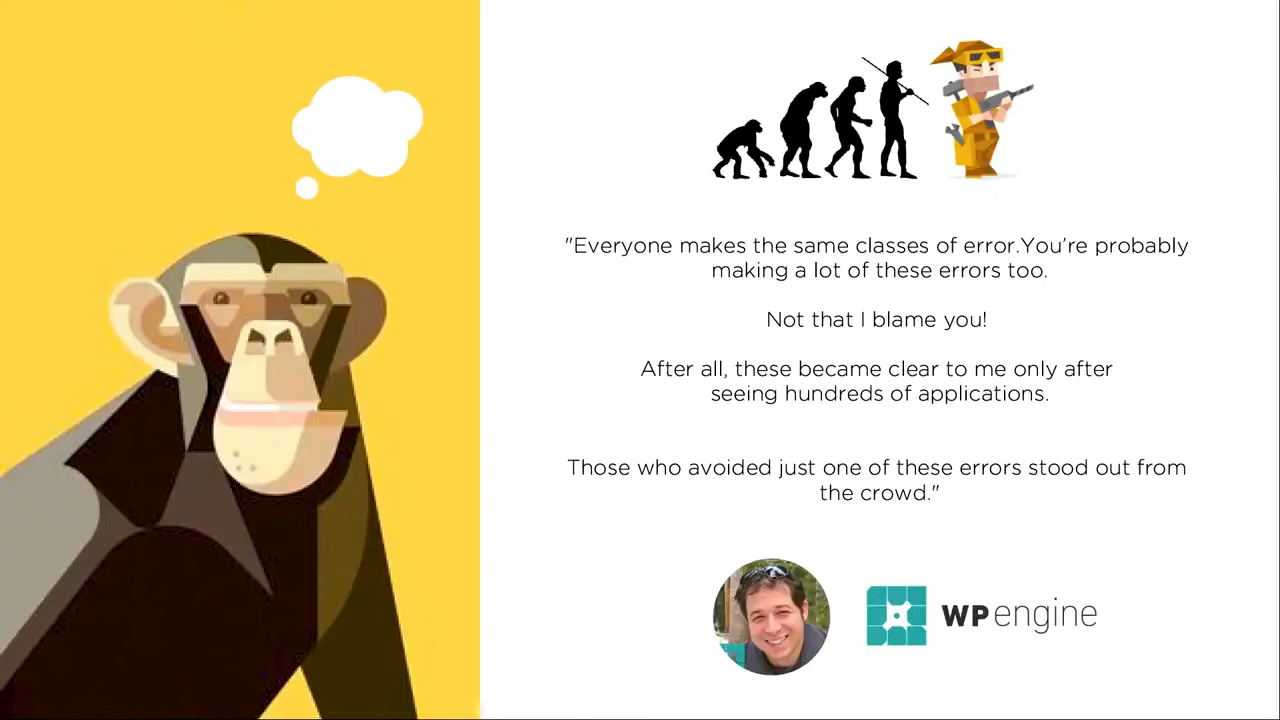 "Everyone makes the same classes of error.You're probably
making a lot of these errors too.
Not that I blame you!
After all, these became clear to me only after
seeing hundreds of applications.
Those who avoided just one of these errors stood out from
the crowd."
WP engine